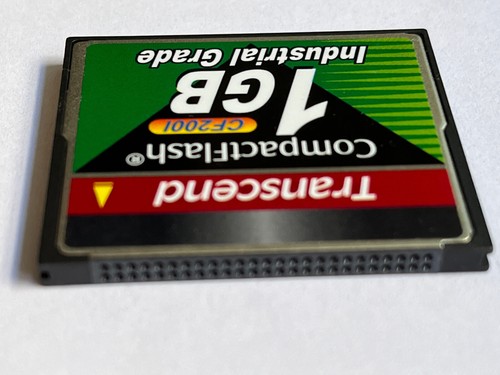 Transcend
CompactFlash®
CF200I
1GB
Industrial Grade